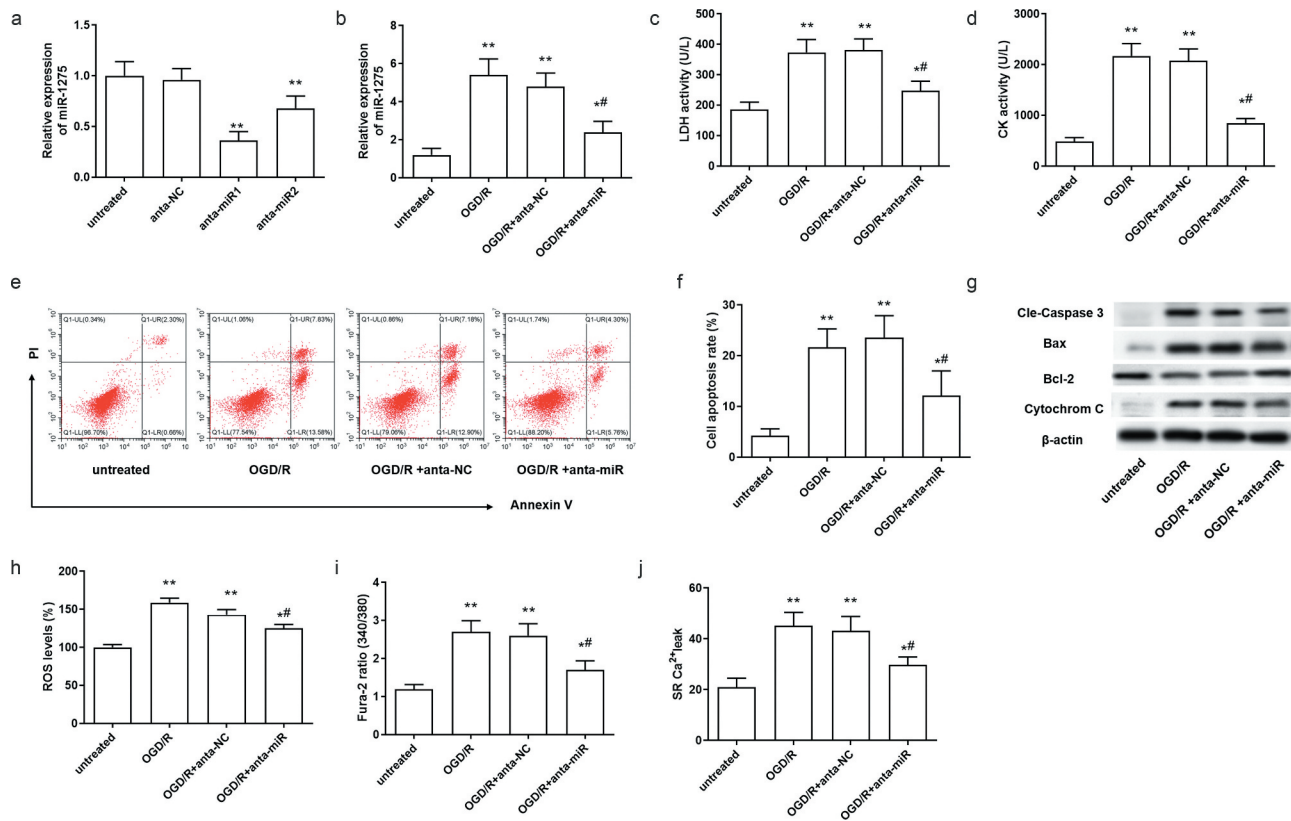 a
Relative expression
of miR-1275
1.5
1.0
0.5
0.0
**
**
untreated
anta-NC
anta-miR1
anta-miR2
b
Relative expression
of miR-1275
8
6
4
2
0
**
**
*#
untreated
OGD/R
OGD/R+anta-NC
OGD/R+anta-miR
c
LDH activity (U/L)
500
400
300
200
100
0
**
**
*#
untreated
OGD/R
OGD/R+anta-NC
OGD/R+anta-miR
d
CK activity (U/L)
3000
2000
1000
0
**
**
*#
untreated
OGD/R
OGD/R+anta-NC
OGD/R+anta-miR
e
PI
Q1-UL(0.34%) Q1-UR(2.30%)
Q1-LL(96.70%) Q1-LR(0.66%)
untreated
Q1-UL(1.06%) Q1-UR(7.83%)
Q1-LL(77.54%) Q1-LR(13.58%)
OGD/R
Q1-UL(0.86%) Q1-UR(7.18%)
Q1-LL(79.06%) Q1-LR(12.90%)
OGD/R +anta-NC
Q1-UL(1.74%) Q1-UR(4.30%)
Q1-LL(88.20%) Q1-LR(5.76%)
OGD/R +anta-miR
Annexin V
f
Cell apoptosis rate (%)
30
20
10
0
**
**
*#
untreated
OGD/R
OGD/R+anta-NC
OGD/R+anta-miR
g
Cle-Caspase 3
Bax
Bcl-2
Cytochrom C
β-actin
untreated
OGD/R
OGD/R +anta-NC
OGD/R +anta-miR
h
ROS levels (%)
200
150
100
50
0
**
**
*#
untreated
OGD/R
OGD/R+anta-NC
OGD/R+anta-miR
i
Fura-2 ratio (340/380)
4
3
2
1
0
**
**
*#
untreated
OGD/R
OGD/R+anta-NC
OGD/R+anta-miR
j
SR Ca²⁺leak
60
40
20
0
**
**
*#
untreated
OGD/R
OGD/R+anta-NC
OGD/R+anta-miR